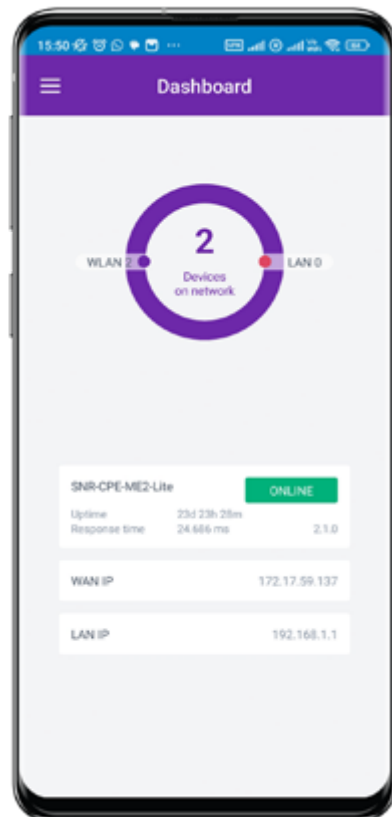 15:50
Dashboard
2
WLAN 2
LAN 0
Devices
on network
SNR-CPE-ME2-Lite
ONLINE
Uptime 23d 23h 28m
Response time 24.686 ms 2.1.0
WAN IP 172.17.59.137
LAN IP 192.168.1.1